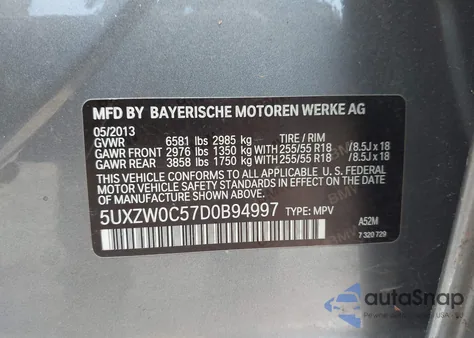 MFD BY BAYERISCHE MOTOREN WERKE AG
05/2013
GVWR 6581 lbs 2985 kg TIRE / RIM
GAWR FRONT 2976 lbs 1350 kg WITH 255/55 R18 /8.5J x 18
GAWR REAR 3858 lbs 1750 kg WITH 255/55 R18 /8.5J x 18
THIS VEHICLE CONFORMS TO ALL APPLICABLE U.S. FEDERAL
MOTOR VEHICLE SAFETY STANDARDS IN EFFECT ON THE DATE
OF MANUFACTURE SHOWN ABOVE.
5UXZW0C57D0B94997 TYPE: MPV
A52M
7 320 729
autoSnap